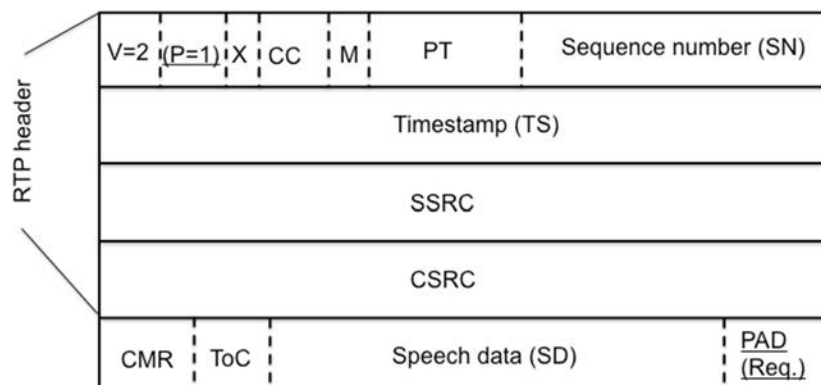 RTP header
V=2 (P=1) X CC M PT Sequence number (SN)
Timestamp (TS)
SSRC
CSRC
CMR ToC Speech data (SD) PAD
(Req.)